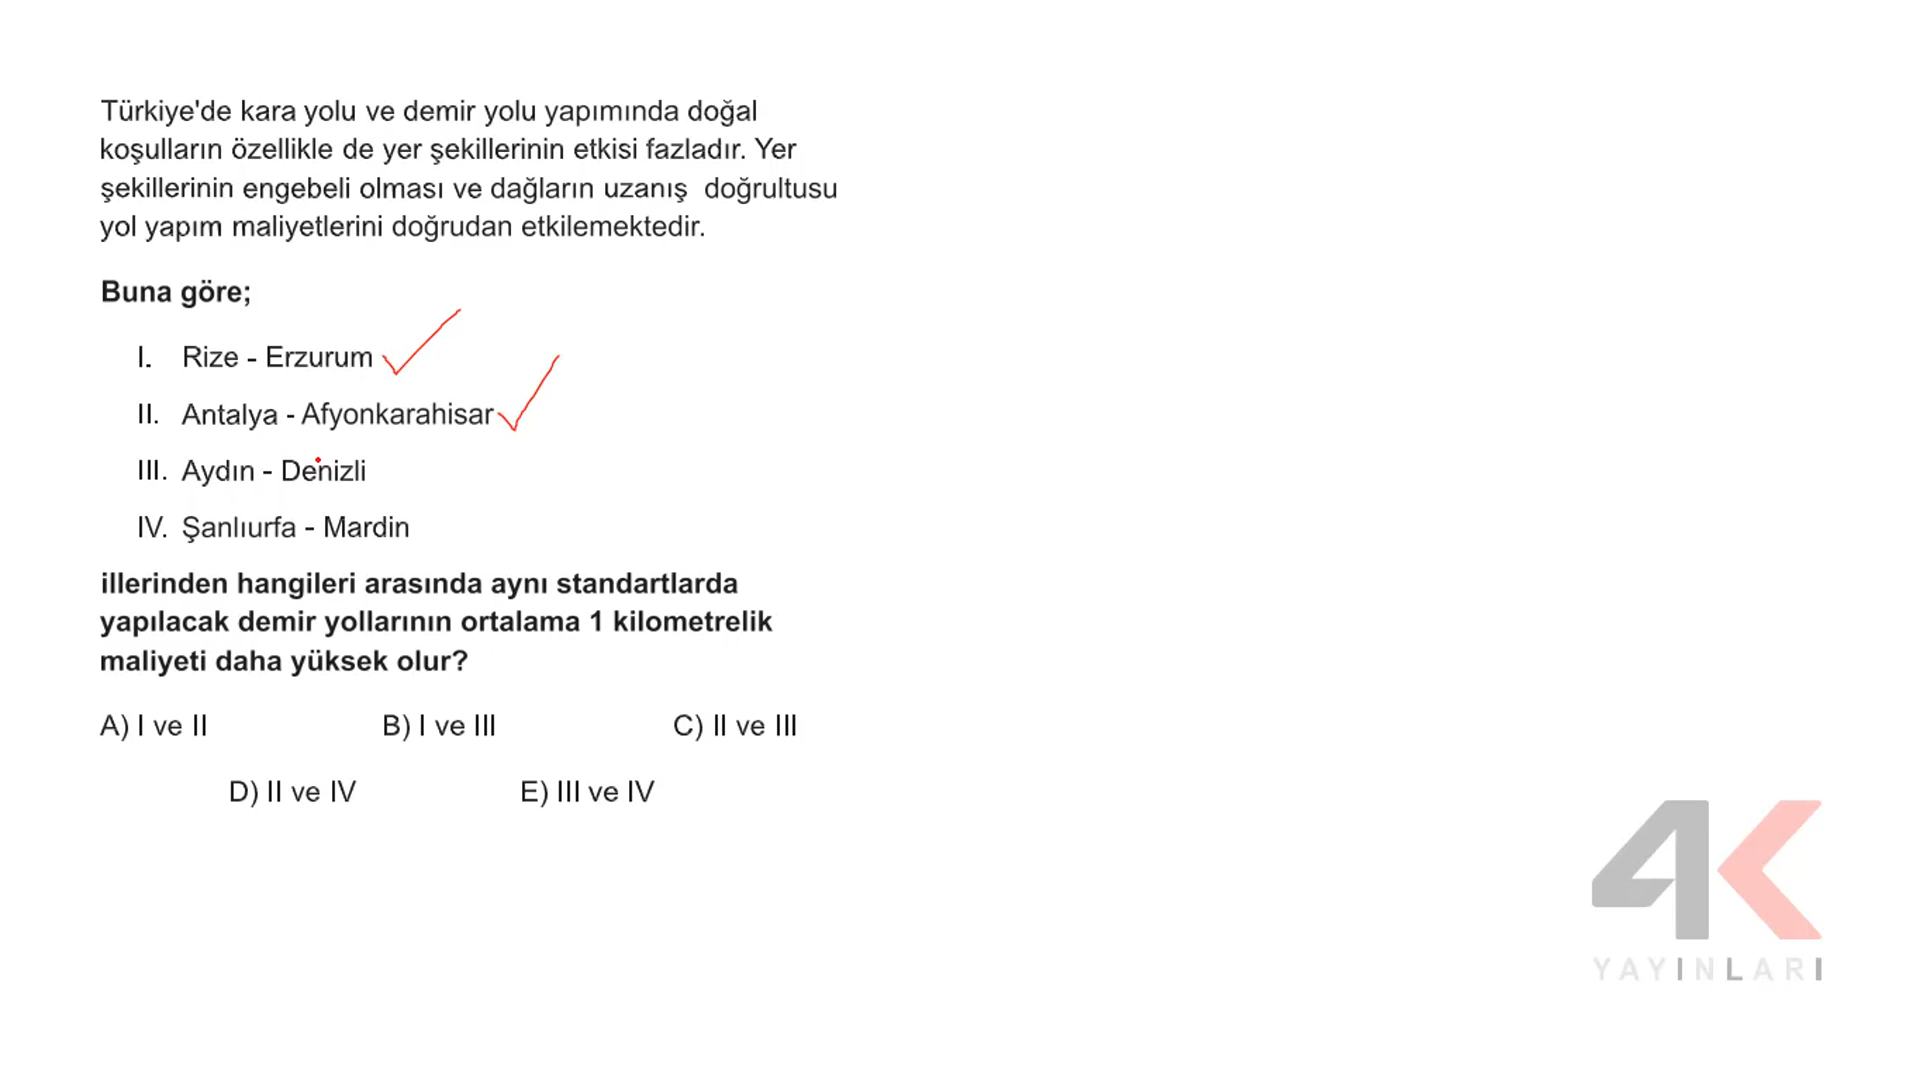 Türkiye'de kara yolu ve demir yolu yapımında doğal
koşulların özellikle de yer şekillerinin etkisi fazladır. Yer
şekillerinin engebeli olması ve dağların uzanış doğrultusu
yol yapım maliyetlerini doğrudan etkilemektedir.
Buna göre;
I. Rize - Erzurum
II. Antalya - Afyonkarahisar
III. Aydın - Denizli
IV. Şanlıurfa - Mardin
illerinden hangileri arasında aynı standartlarda
yapılacak demir yollarının ortalama 1 kilometrelik
maliyeti daha yüksek olur?
A) I ve II B) I ve III C) II ve III
D) II ve IV E) III ve IV
4K
YAYINLARI